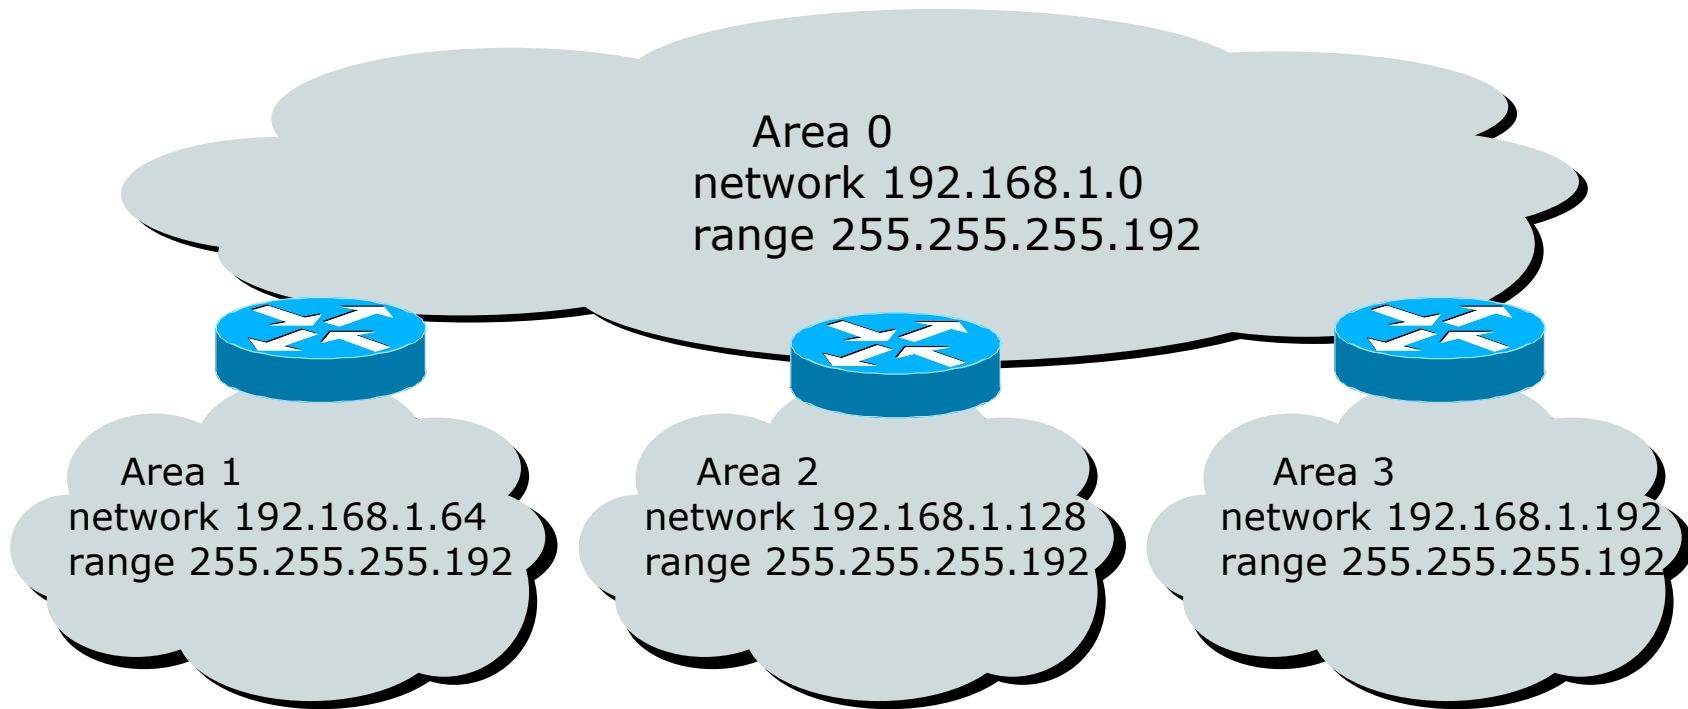 Area 0
network 192.168.1.0
range 255.255.255.192
Area 1
network 192.168.1.64
range 255.255.255.192
Area 2
network 192.168.1.128
range 255.255.255.192
Area 3
network 192.168.1.192
range 255.255.255.192